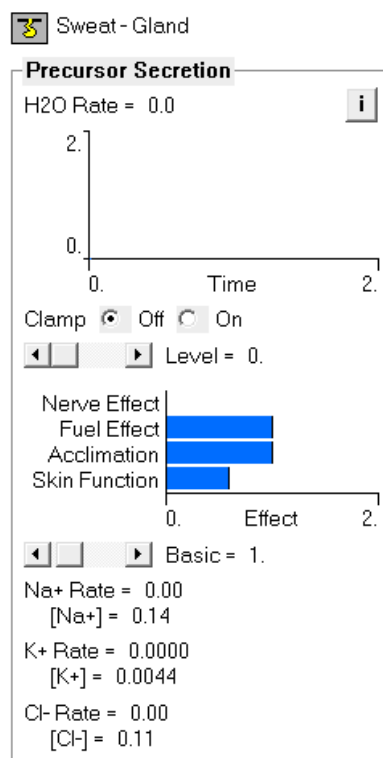 Sweat - Gland
Precursor Secretion
H2O Rate = 0.0
i
2.
0.
0. Time 2.
Clamp Off On
Level = 0.
Nerve Effect
Fuel Effect
Acclimation
Skin Function
0. Effect 2.
Basic = 1.
Na+ Rate = 0.00
[Na+] = 0.14
K+ Rate = 0.0000
[K+] = 0.0044
Cl- Rate = 0.00
[Cl-] = 0.11